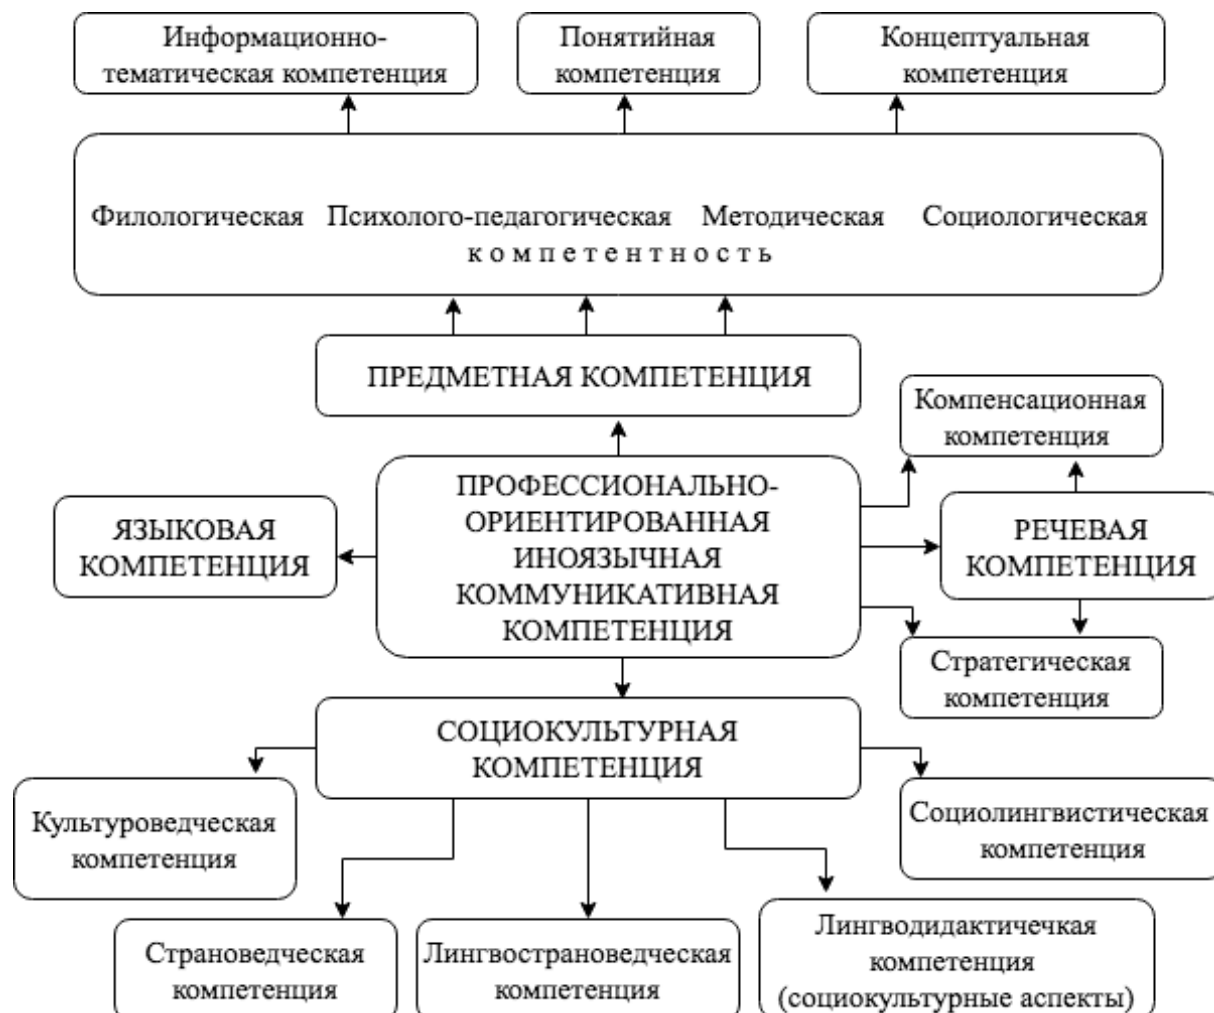 Информационно-
тематическая компетенция
Понятийная
компетенция
Концептуальная
компетенция
Филологическая Психолого-педагогическая Методическая Социологическая
к о м п е т е н т н о с т ь
ПРЕДМЕТНАЯ КОМПЕТЕНЦИЯ
Компенсационная
компетенция
ПРОФЕССИОНАЛЬНО-
ОРИЕНТИРОВАННАЯ
ИНОЯЗЫЧНАЯ
КОММУНИКАТИВНАЯ
КОМПЕТЕНЦИЯ
ЯЗЫКОВАЯ
КОМПЕТЕНЦИЯ
РЕЧЕВАЯ
КОМПЕТЕНЦИЯ
Стратегическая
компетенция
СОЦИОКУЛЬТУРНАЯ
КОМПЕТЕНЦИЯ
Культуроведческая
компетенция
Социолингвистическая
компетенция
Страноведческая
компетенция
Лингвострановедческая
компетенция
Лингводидактичечкая
компетенция
(социокультурные аспекты)